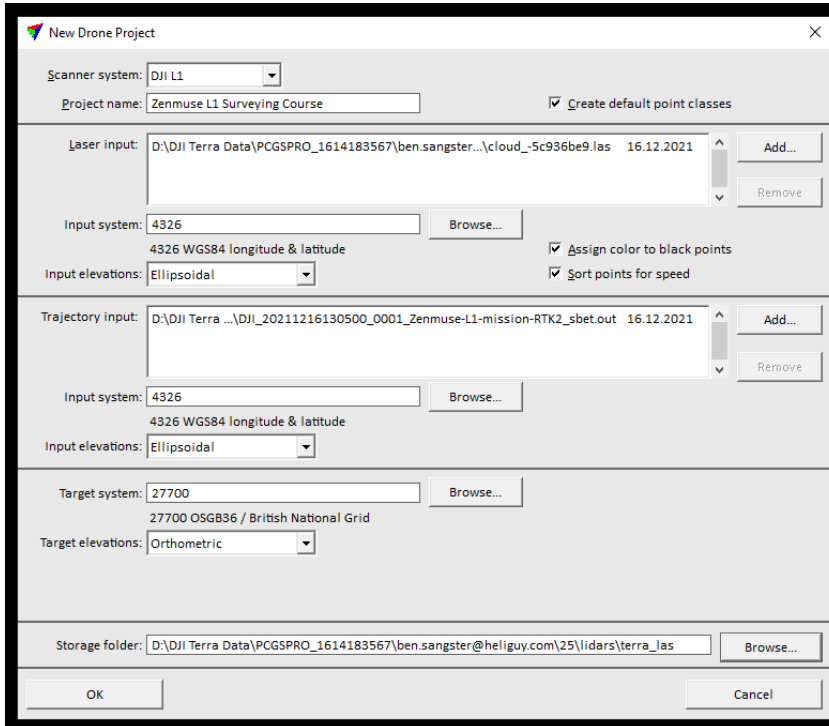 New Drone Project
Scanner system: DJI L1
Project name: Zenmuse L1 Surveying Course
Create default point classes
Laser input: D:\DJI Terra Data\PCGSPRO_1614183567\ben.sangster...\cloud_-5c936be9.las 16.12.2021
Add...
Remove
Input system: 4326
Browse...
4326 WGS84 longitude & latitude
Assign color to black points
Input elevations: Ellipsoidal
Sort points for speed
Trajectory input: D:\DJI Terra ...\DJI_20211216130500_0001_Zenmuse-L1-mission-RTK2_sbet.out 16.12.2021
Add...
Remove
Input system: 4326
Browse...
4326 WGS84 longitude & latitude
Input elevations: Ellipsoidal
Target system: 27700
Browse...
27700 OSGB36 / British National Grid
Target elevations: Orthometric
Storage folder: D:\DJI Terra Data\PCGSPRO_1614183567\ben.sangster@heliguy.com\25\lidars\terra_las
Browse...
OK
Cancel